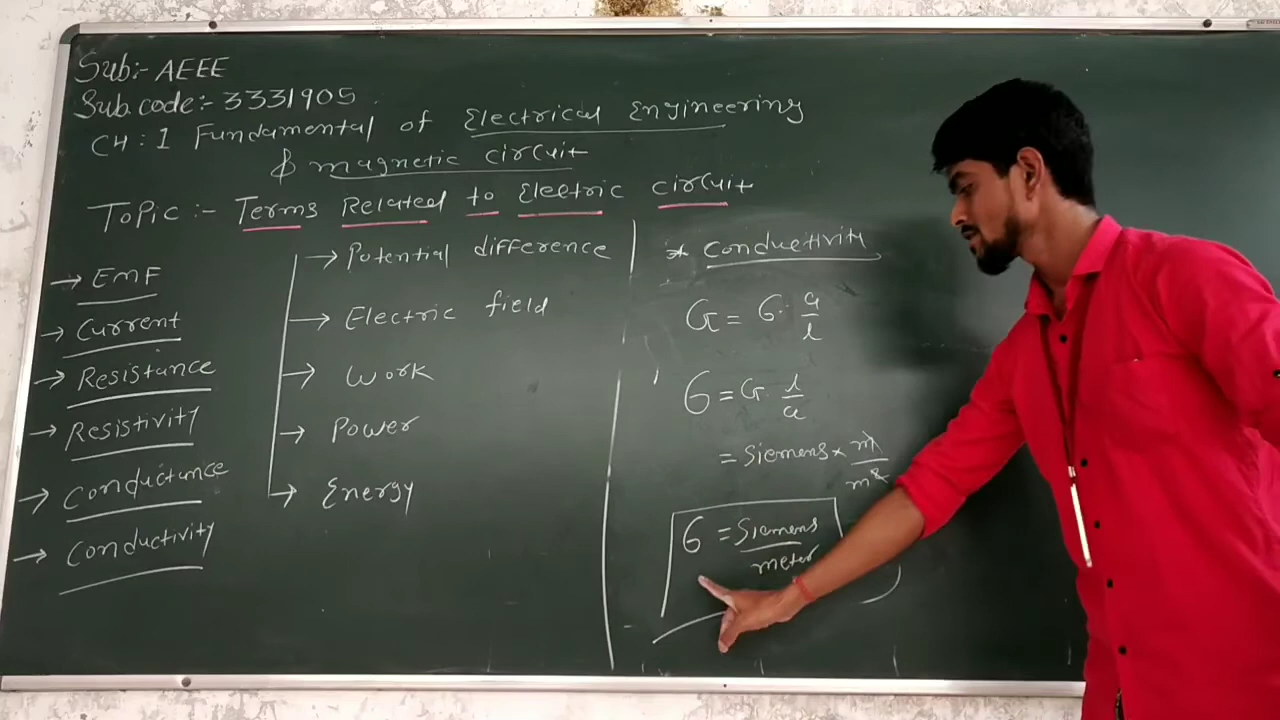 Sub:- AEEE
Sub. code:- 3331905
CH : 1 Fundamental of Electrical Engineering
& magnetic circuit
Topic :- Terms Related to Electric circuit
→ EMF
→ Current
→ Resistance
→ Resistivity
→ Conductance
→ Conductivity
→ Potential difference
→ Electric field
→ Work
→ Power
→ Energy
* Conductivity
G = σ · a/l
σ = G · l/a
= Siemens × m/m²
σ = Siemens/meter